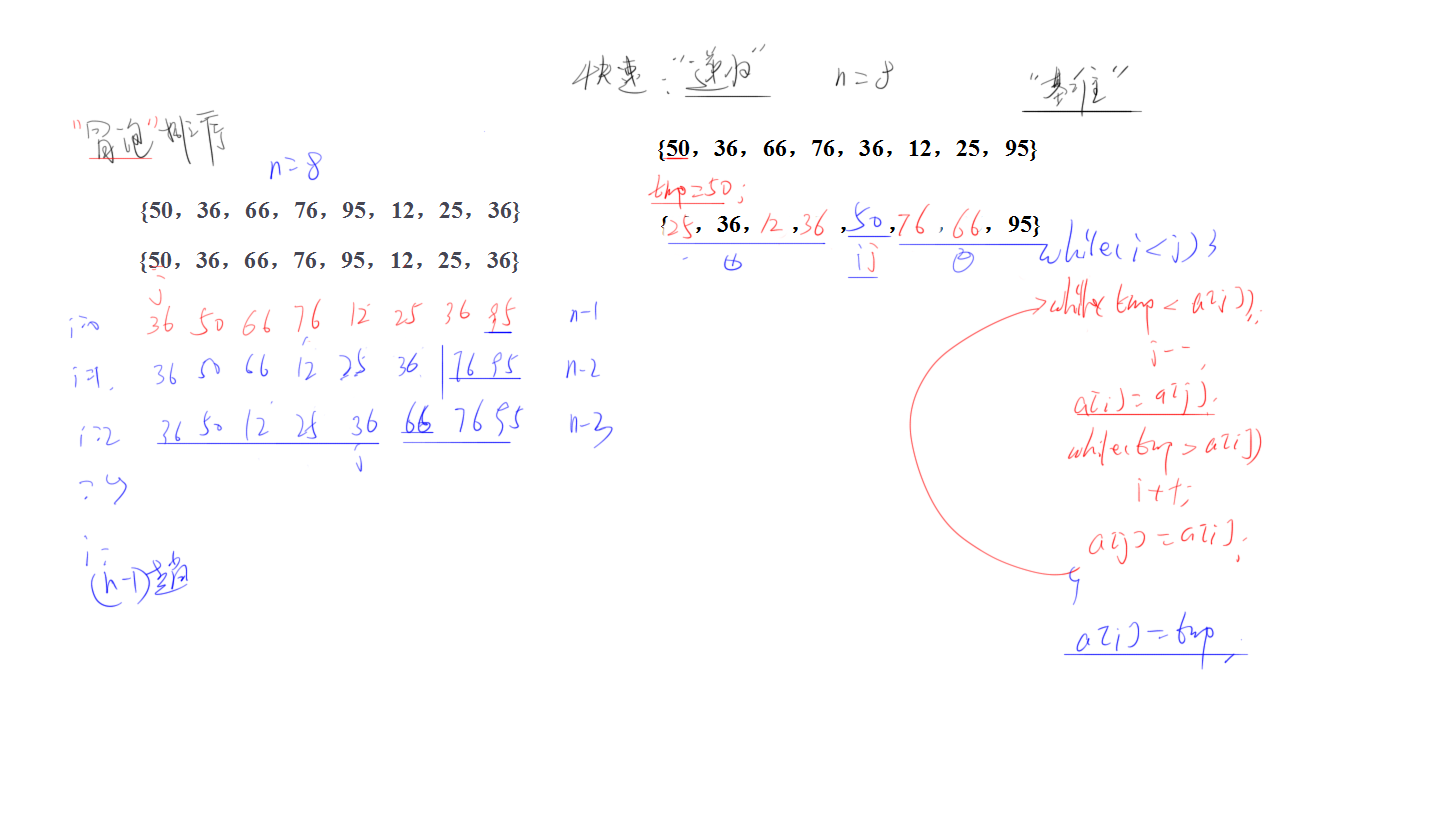 "冒泡"排序
n=8
{50，36，66，76，95，12，25，36}
{50，36，66，76，95，12，25，36}
j
i=0 36 50 66 76 12 25 36 95 n-1
i=1. 36 50 66 12 25 36 76 95 n-2
i=2 36 50 12 25 36 66 76 95 n-3
j
i=
(n-1)趟
快速："递归" n=8 "基准"
{50，36，66，76，36，12，25，95}
tmp=50;
{25，36，12，36，50，76，66，95}
ij
while(i<j){
while(tmp<a[j]);
j--;
a[i]=a[j];
while(tmp>a[i])
i++;
a[j]=a[i];
}
a[i]=tmp;